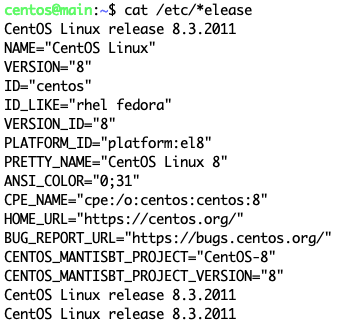 centos@main:~$ cat /etc/*elease
CentOS Linux release 8.3.2011
NAME="CentOS Linux"
VERSION="8"
ID="centos"
ID_LIKE="rhel fedora"
VERSION_ID="8"
PLATFORM_ID="platform:el8"
PRETTY_NAME="CentOS Linux 8"
ANSI_COLOR="0;31"
CPE_NAME="cpe:/o:centos:centos:8"
HOME_URL="https://centos.org/"
BUG_REPORT_URL="https://bugs.centos.org/"
CENTOS_MANTISBT_PROJECT="CentOS-8"
CENTOS_MANTISBT_PROJECT_VERSION="8"
CentOS Linux release 8.3.2011
CentOS Linux release 8.3.2011